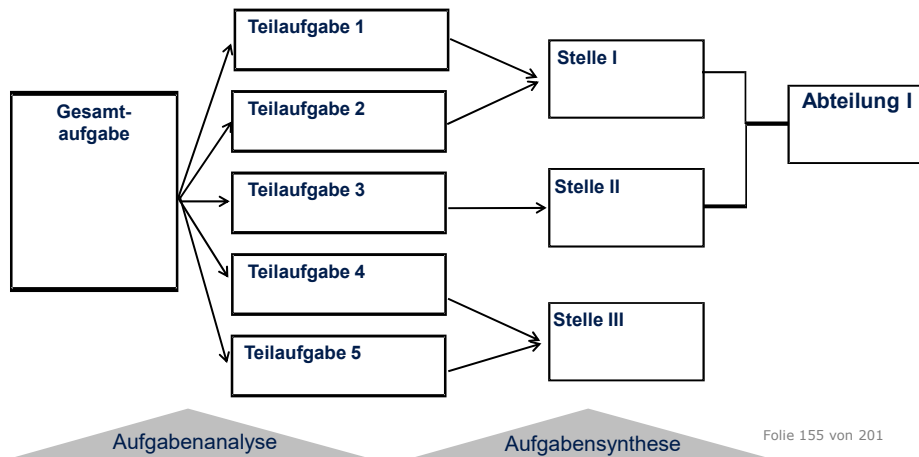 Gesamt-
aufgabe
Teilaufgabe 1
Teilaufgabe 2
Teilaufgabe 3
Teilaufgabe 4
Teilaufgabe 5
Stelle I
Stelle II
Stelle III
Abteilung I
Aufgabenanalyse
Aufgabensynthese
Folie 155 von 201